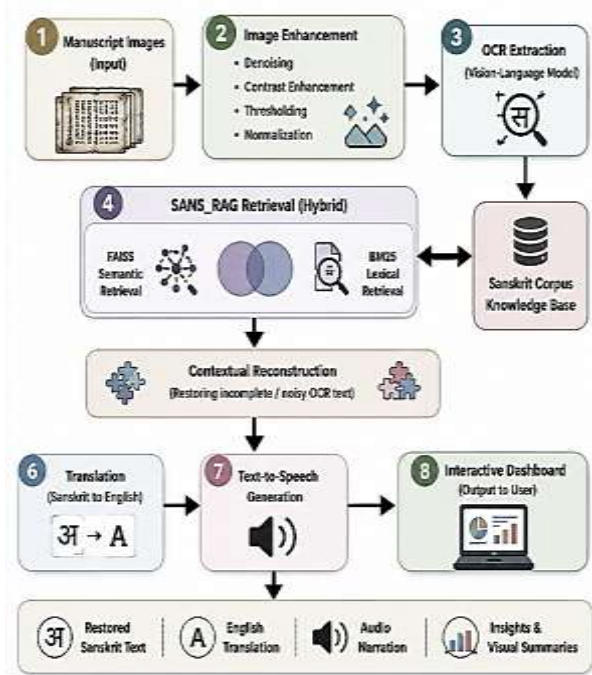 1
Manuscript Images
(Input)
2
Image Enhancement
• Denoising
• Contrast Enhancement
• Thresholding
• Normalization
3
OCR Extraction
(Vision-Language Model)
स
4
SANS_RAG Retrieval (Hybrid)
FAISS
Semantic
Retrieval
BM25
Lexical
Retrieval
Sanskrit Corpus
Knowledge Base
Contextual Reconstruction
(Restoring incomplete / noisy OCR text)
6
Translation
(Sanskrit to English)
अ → A
7
Text-to-Speech
Generation
8
Interactive Dashboard
(Output to User)
अ
Restored
Sanskrit Text
A
English
Translation
Audio
Narration
Insights &
Visual Summaries